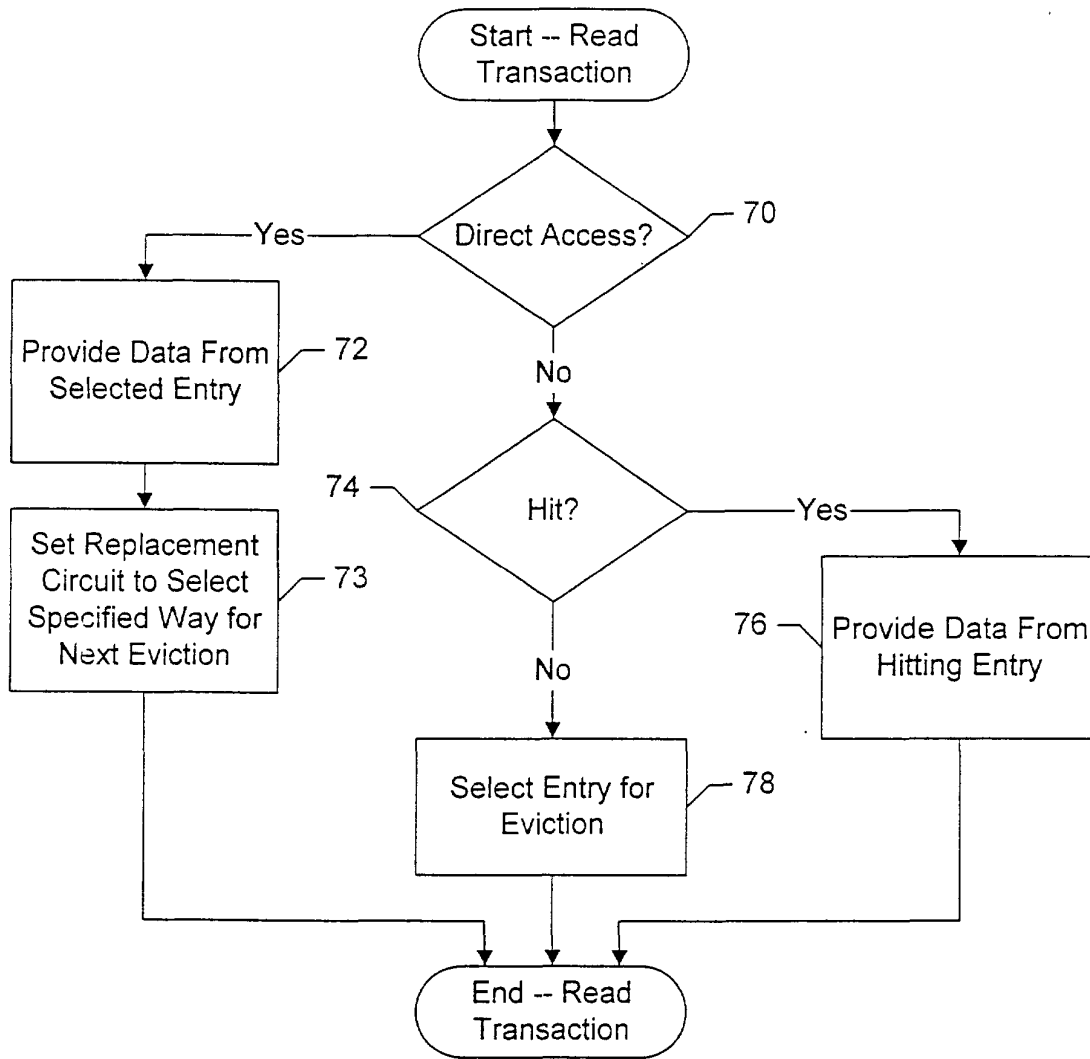 Start -- Read
Transaction
Direct Access?
70
Yes
No
Provide Data From
Selected Entry
72
74
Hit?
Yes
No
Set Replacement
Circuit to Select
Specified Way for
Next Eviction
73
76
Provide Data From
Hitting Entry
Select Entry for
Eviction
78
End -- Read
Transaction